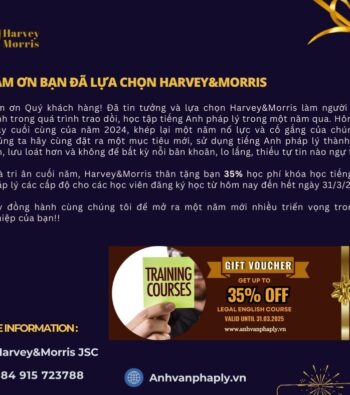 Harvey
Morris
ẢM ƠN BẠN ĐÃ LỰA CHỌN HARVEY&MORRIS
m ơn Quý khách hàng! Đã tin tưởng và lựa chọn Harvey&Morris làm người
nh trong quá trình trao dồi, học tập tiếng Anh pháp lý trong một năm qua. Hôm
y cuối cùng của năm 2024, khép lại một năm nổ lực và cố gắng của chún
úng ta hãy cùng đặt ra một mục tiêu mới, sử dụng tiếng Anh pháp lý thành
, lưu loát hơn và không để bất kỳ nỗi băn khoăn, lo lắng, thiếu tự tin nào ngự t
à tri ân cuối năm, Harvey&Morris thân tặng bạn 35% học phí khóa học tiếng
áp lý các cấp độ cho các học viên đăng ký học từ hôm nay đến hết ngày 31/3/2
y đồng hành cùng chúng tôi để mở ra một năm mới nhiều triển vọng tron
hiệp của bạn!!
TRAINING
COURSES
GIFT VOUCHER
GET UP TO
35% OFF
LEGAL ENGLISH COURSE
VALID UNTIL 31.03.2025
www.anhvanphaply.vn
E INFORMATION :
Harvey&Morris JSC
84 915 723788
Anhvanphaply.vn